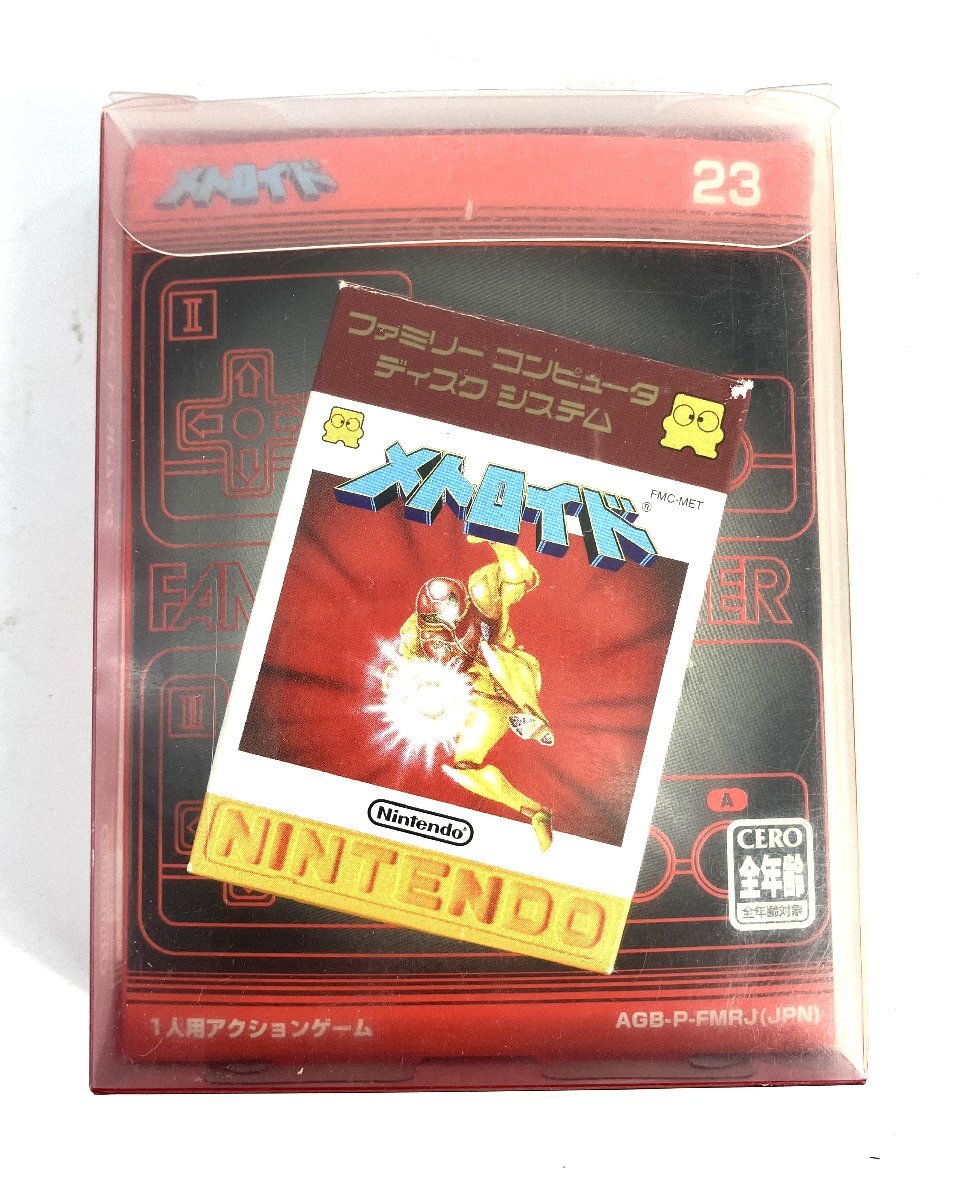 メトロイド
23
II
ファミリー コンピュータ®
ディスク システム
メトロイド®
FMC-MET
Nintendo®
NINTENDO
A
CERO
全年齢
全年齢対象
1人用アクションゲーム
AGB-P-FMRJ(JPN)